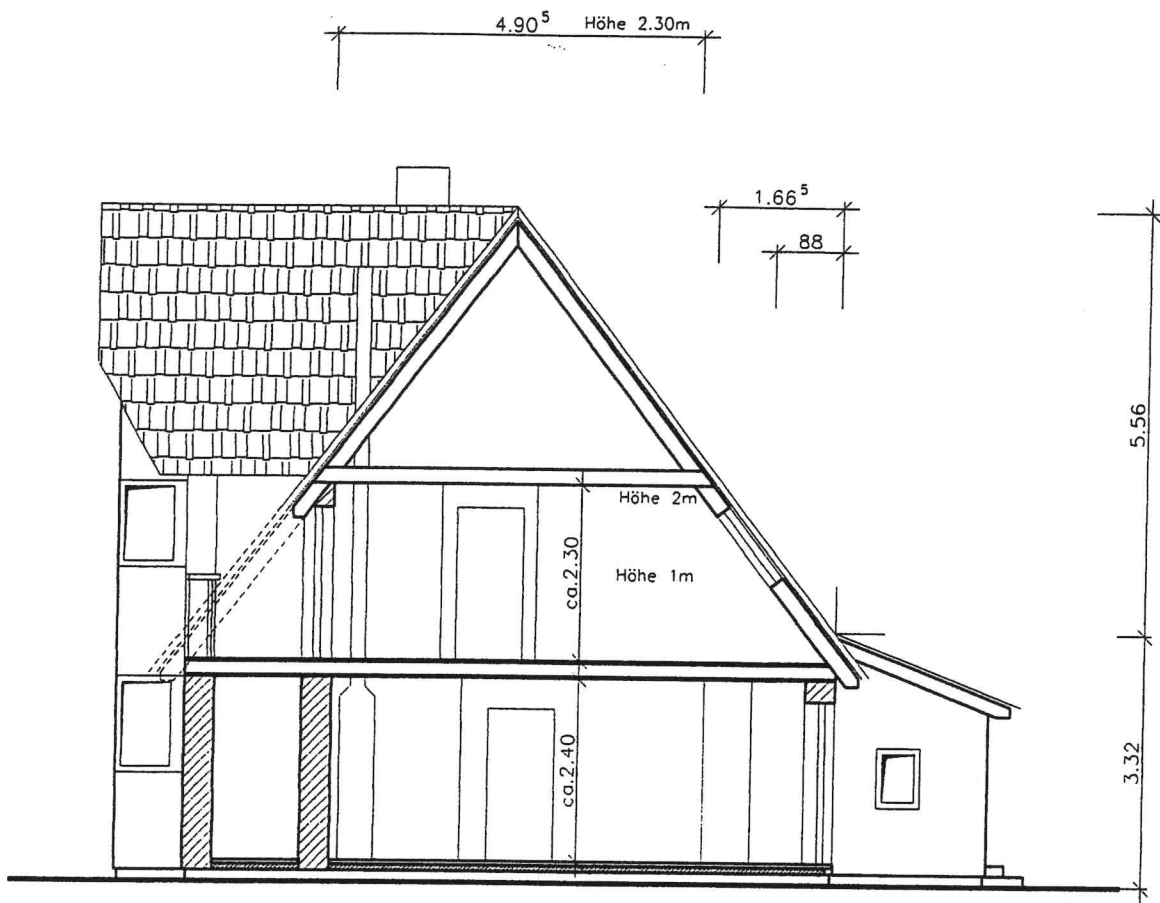 4.90⁵ Höhe 2.30m
1.66⁵
88
5.56
Höhe 2m
ca.2.30
Höhe 1m
ca.2.40
3.32